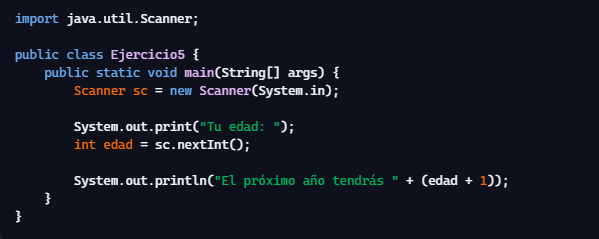 import java.util.Scanner;
public class Ejercicio5 {
public static void main(String[] args) {
Scanner sc = new Scanner(System.in);
System.out.print("Tu edad: ");
int edad = sc.nextInt();
System.out.println("El próximo año tendrás " + (edad + 1));
}
}